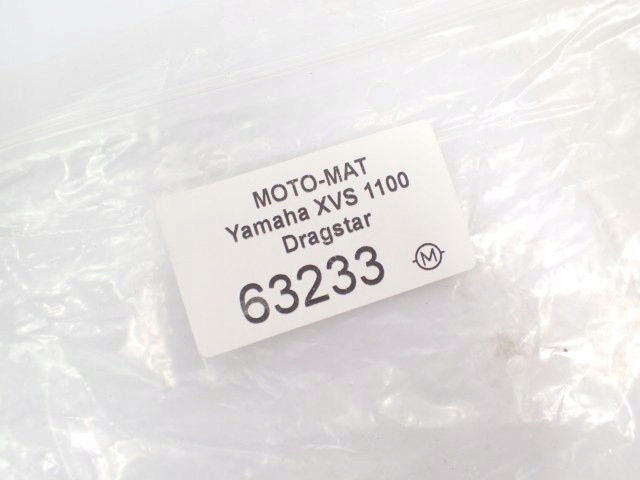 MOTO-MAT
Yamaha XVS 1100
Dragstar
63233 M